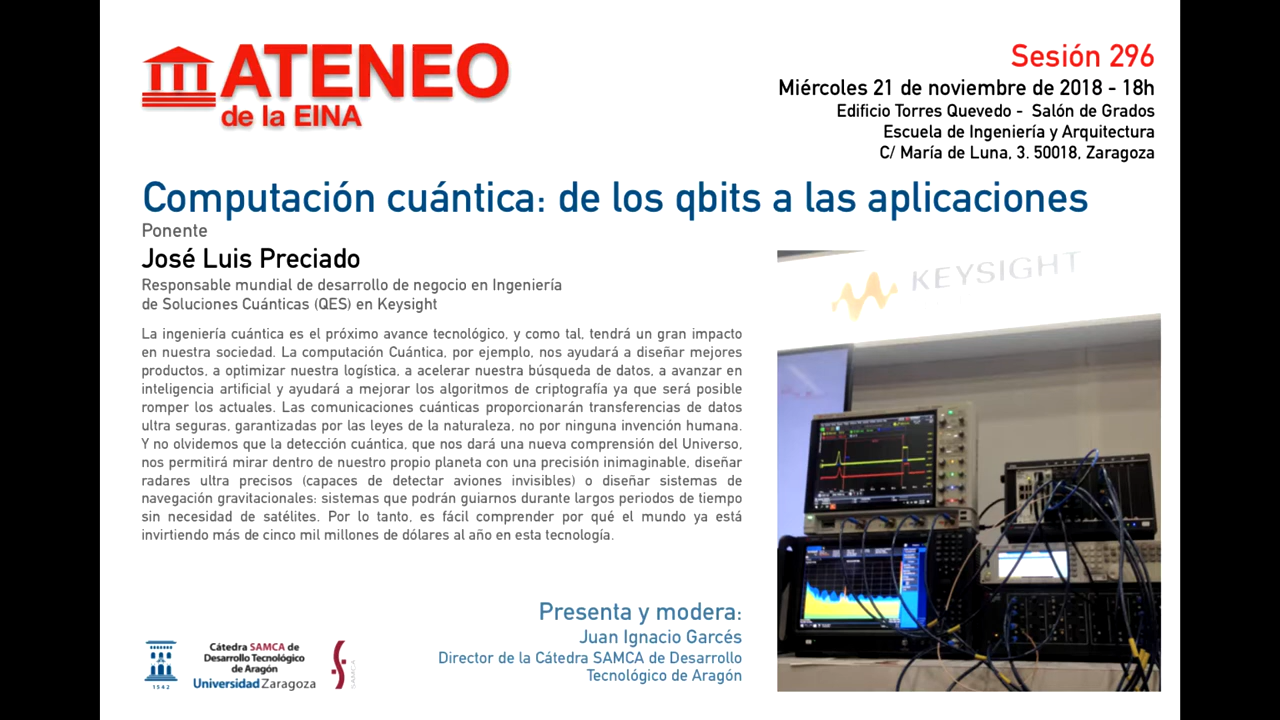 ATENEO
de la EINA
Sesión 296
Miércoles 21 de noviembre de 2018 - 18h
Edificio Torres Quevedo - Salón de Grados
Escuela de Ingeniería y Arquitectura
C/ María de Luna, 3. 50018, Zaragoza
Computación cuántica: de los qbits a las aplicaciones
Ponente
José Luis Preciado
Responsable mundial de desarrollo de negocio en Ingeniería
de Soluciones Cuánticas (QES) en Keysight
La ingeniería cuántica es el próximo avance tecnológico, y como tal, tendrá un gran impacto
en nuestra sociedad. La computación Cuántica, por ejemplo, nos ayudará a diseñar mejores
productos, a optimizar nuestra logística, a acelerar nuestra búsqueda de datos, a avanzar en
inteligencia artificial y ayudará a mejorar los algoritmos de criptografía ya que será posible
romper los actuales. Las comunicaciones cuánticas proporcionarán transferencias de datos
ultra seguras, garantizadas por las leyes de la naturaleza, no por ninguna invención humana.
Y no olvidemos que la detección cuántica, que nos dará una nueva comprensión del Universo,
nos permitirá mirar dentro de nuestro propio planeta con una precisión inimaginable, diseñar
radares ultra precisos (capaces de detectar aviones invisibles) o diseñar sistemas de
navegación gravitacionales: sistemas que podrán guiarnos durante largos periodos de tiempo
sin necesidad de satélites. Por lo tanto, es fácil comprender por qué el mundo ya está
invirtiendo más de cinco mil millones de dólares al año en esta tecnología.
KEYSIGHT
Presenta y modera:
Juan Ignacio Garcés
Director de la Cátedra SAMCA de Desarrollo
Tecnológico de Aragón
1542
Cátedra SAMCA de
Desarrollo Tecnológico
de Aragón
Universidad Zaragoza
SAMCA